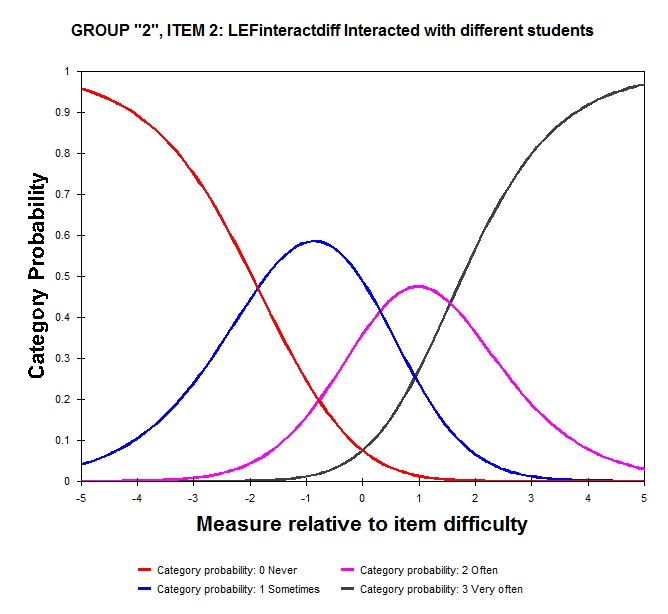 GROUP "2", ITEM 2: LEFinteractdiff Interacted with different students
Category Probability
1
0.9
0.8
0.7
0.6
0.5
0.4
0.3
0.2
0.1
0
-5 -4 -3 -2 -1 0 1 2 3 4 5
Measure relative to item difficulty
Category probability: 0 Never Category probability: 2 Often
Category probability: 1 Sometimes Category probability: 3 Very often